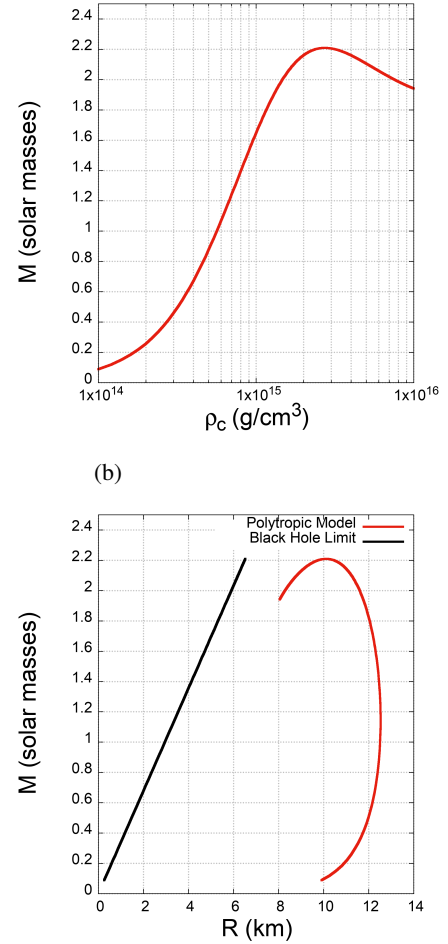 2.4
2.2
2
1.8
1.6
1.4
1.2
1
0.8
0.6
0.4
0.2
0
M (solar masses)
1x10^14 1x10^15 1x10^16
ρc (g/cm³)
(b)
Polytropic Model
Black Hole Limit
2.4
2.2
2
1.8
1.6
1.4
1.2
1
0.8
0.6
0.4
0.2
0
M (solar masses)
0 2 4 6 8 10 12 14
R (km)